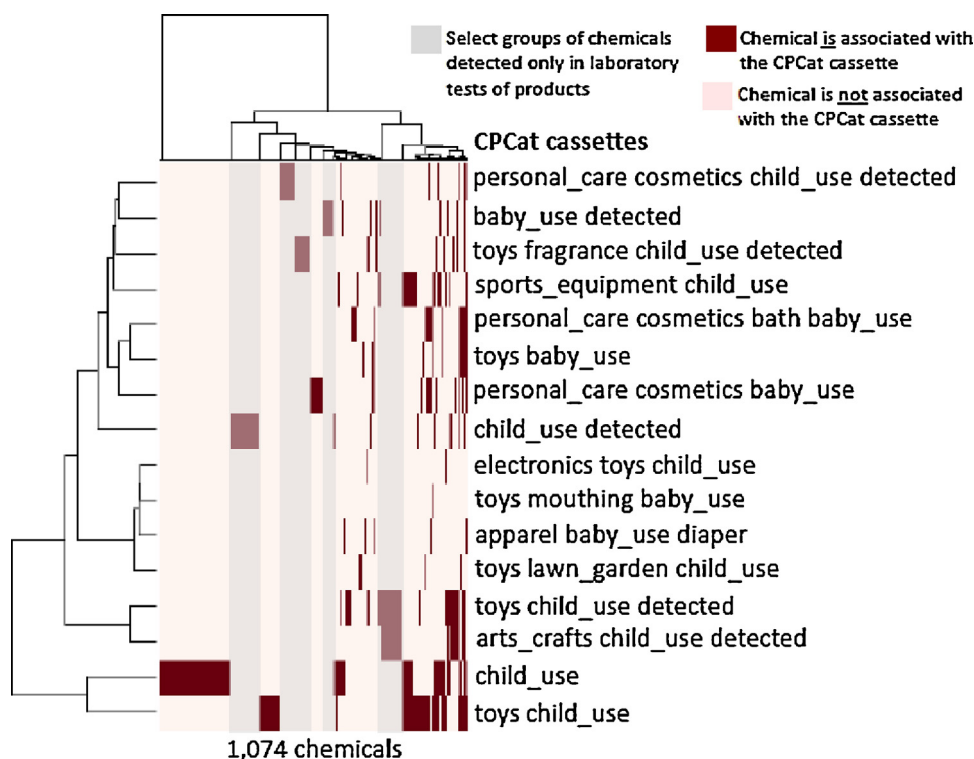 Select groups of chemicals
detected only in laboratory
tests of products
Chemical is associated with
the CPCat cassette
Chemical is not associated
with the CPCat cassette
CPCat cassettes
personal_care cosmetics child_use detected
baby_use detected
toys fragrance child_use detected
sports_equipment child_use
personal_care cosmetics bath baby_use
toys baby_use
personal_care cosmetics baby_use
child_use detected
electronics toys child_use
toys mouthing baby_use
apparel baby_use diaper
toys lawn_garden child_use
toys child_use detected
arts_crafts child_use detected
child_use
toys child_use
1,074 chemicals